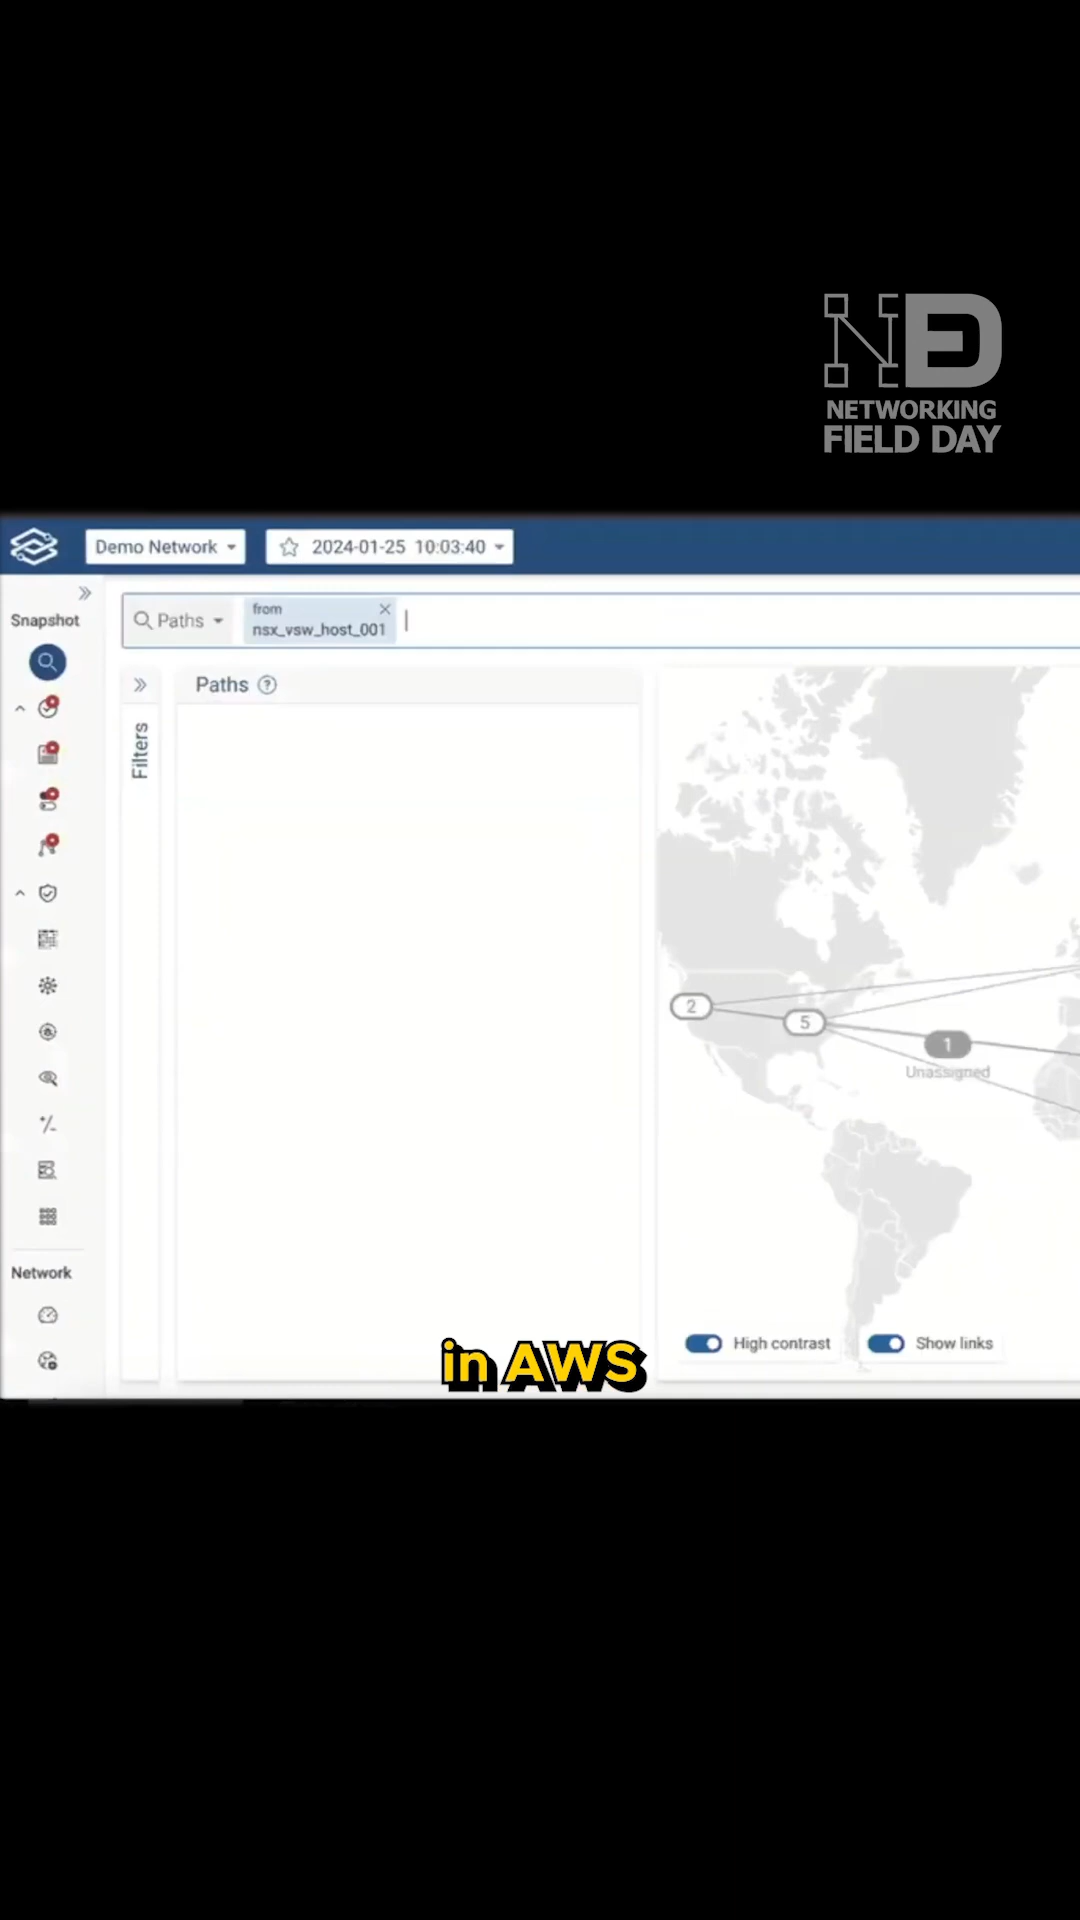 NETWORKING
FIELD DAY
Demo Network
2024-01-25 10:03:40
Snapshot
Paths
from
nsx_vsw_host_001
Paths
Filters
2
5
1
Unassigned
Network
High contrast
Show links
in AWS